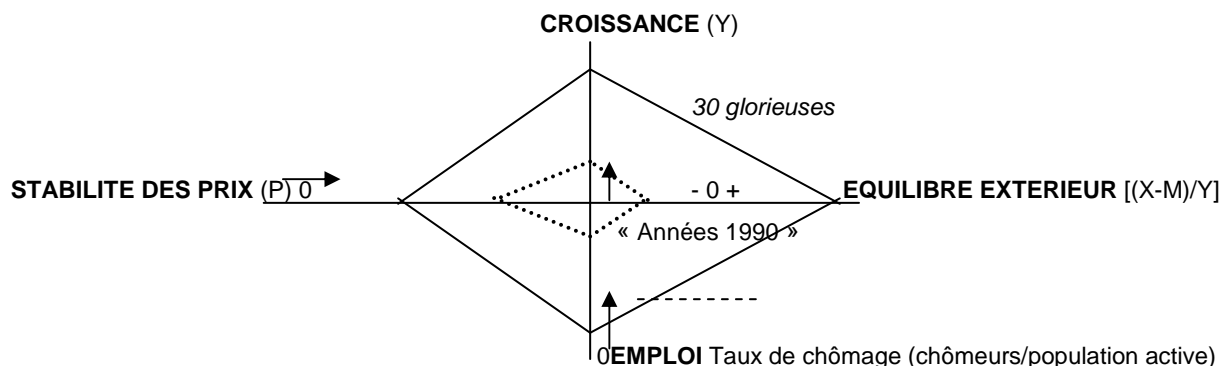 CROISSANCE (Y)
30 glorieuses
STABILITE DES PRIX (P) 0
- 0 +
EQUILIBRE EXTERIEUR [(X-M)/Y]
« Années 1990 »
0EMPLOI Taux de chômage (chômeurs/population active)